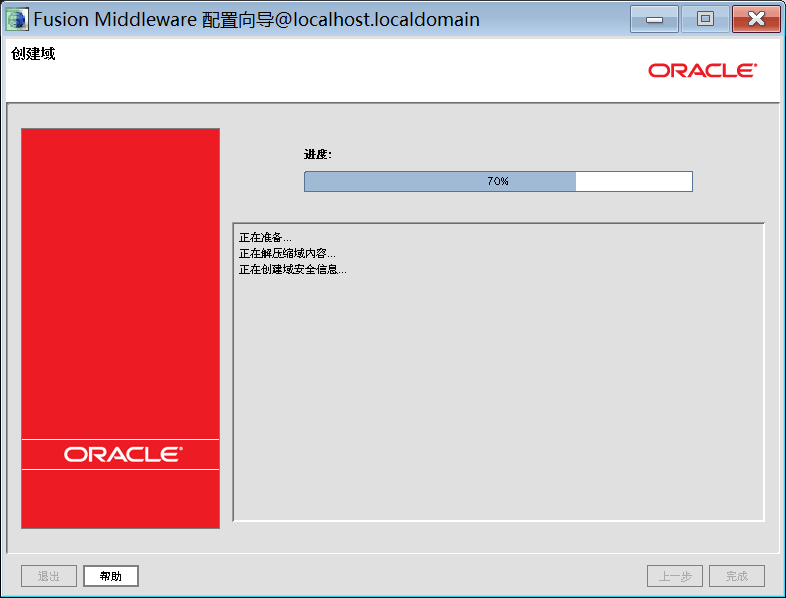 Fusion Middleware 配置向导@localhost.localdomain
创建域
ORACLE
进度:
70%
正在准备...
正在解压缩域内容...
正在创建域安全信息...
ORACLE
退出
帮助
上一步
完成